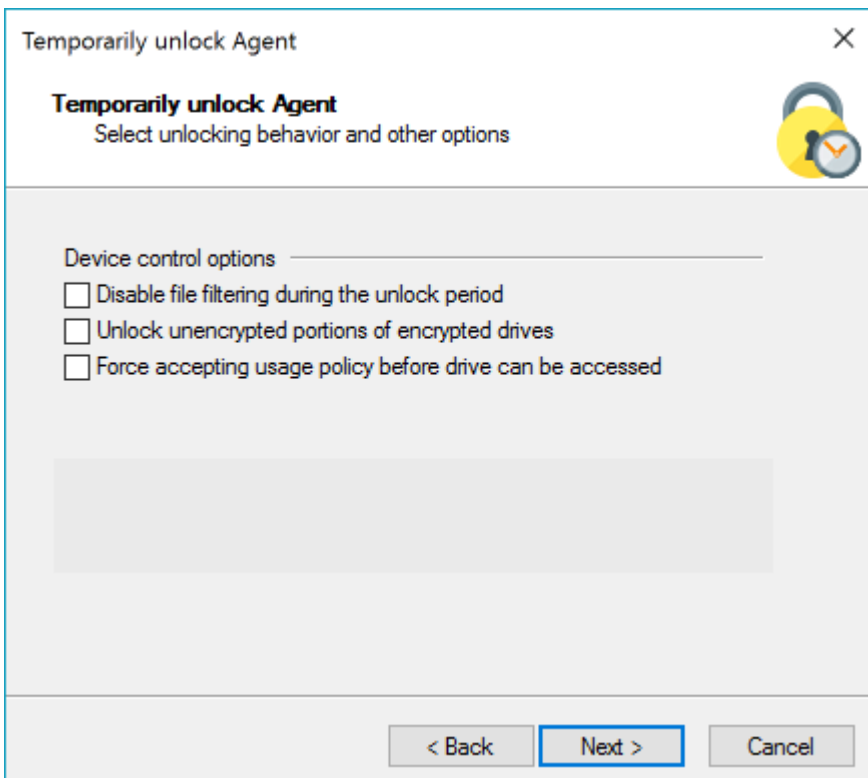 Temporarily unlock Agent
Temporarily unlock Agent
Select unlocking behavior and other options
Device control options
Disable file filtering during the unlock period
Unlock unencrypted portions of encrypted drives
Force accepting usage policy before drive can be accessed
< Back Next > Cancel